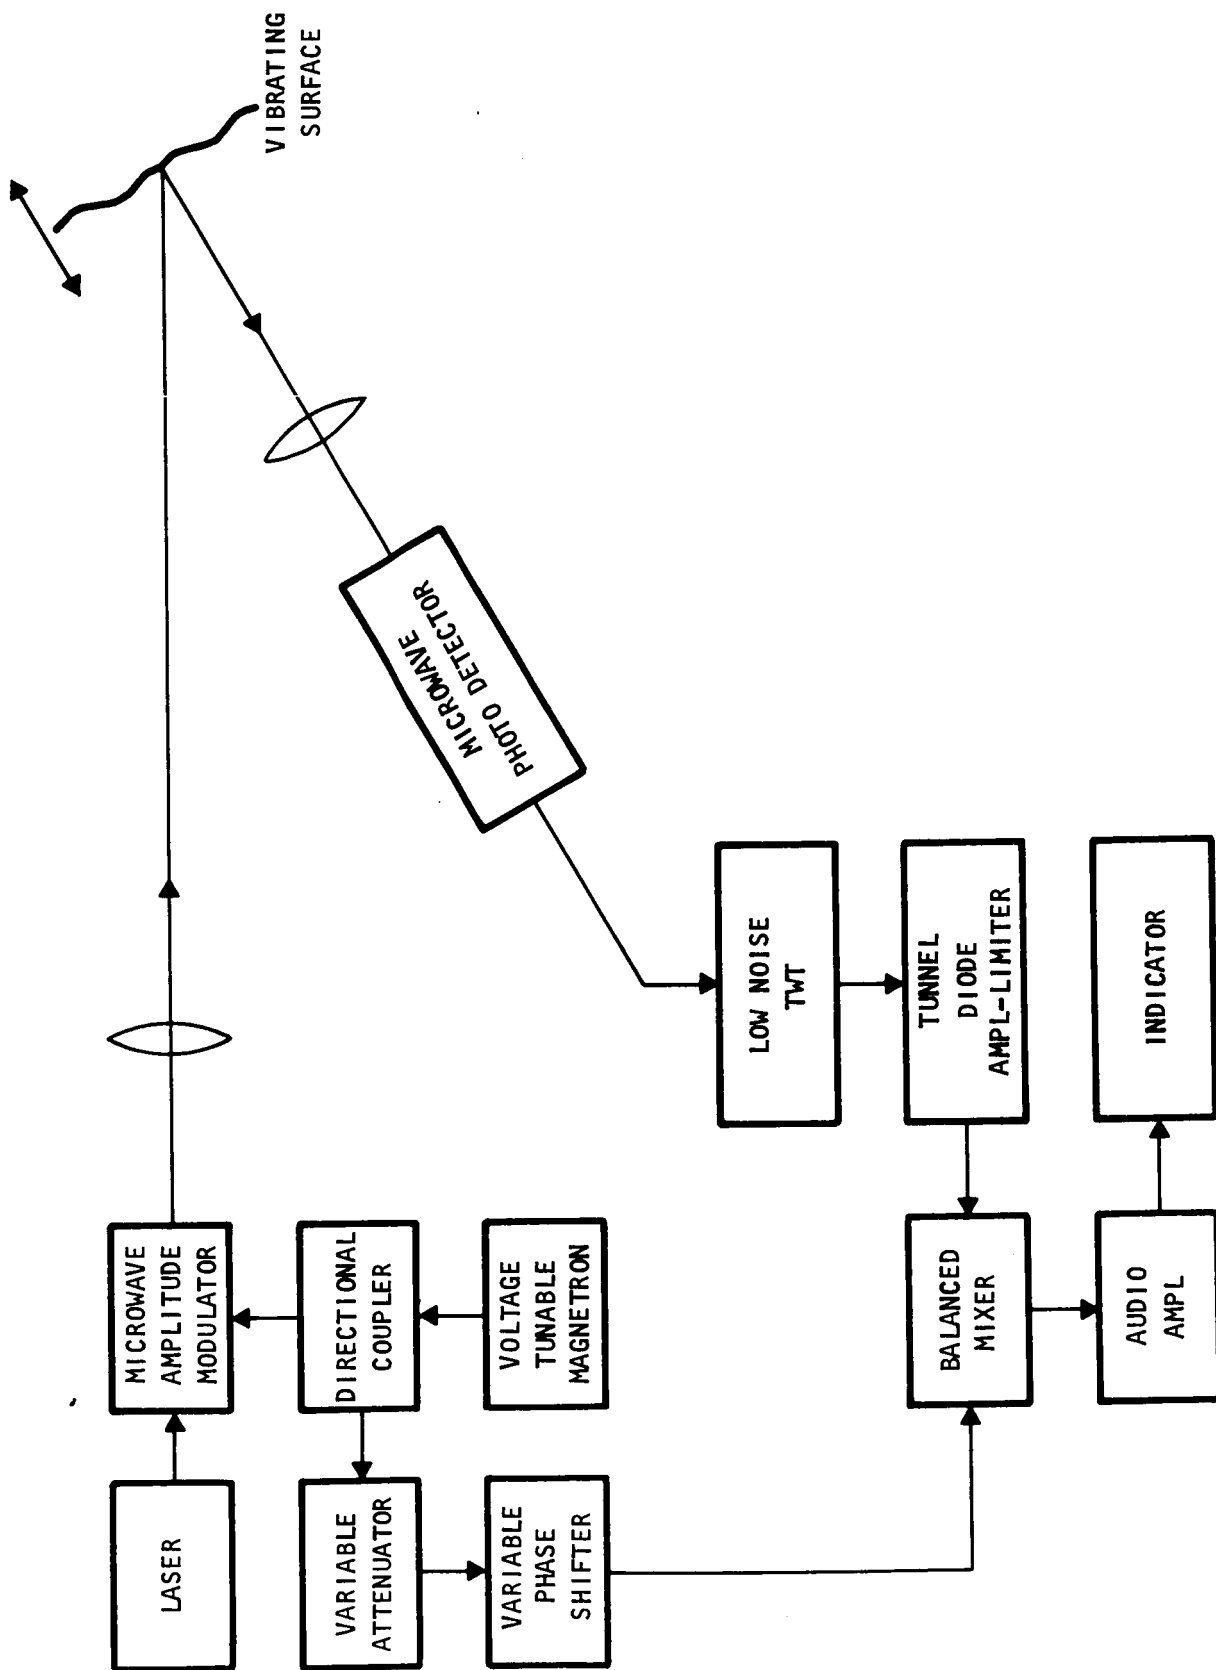 LASER
MICROWAVE
AMPLITUDE
MODULATOR
VIBRATING
SURFACE
VARIABLE
ATTENUATOR
DIRECTIONAL
COUPLER
MICROWAVE
PHOTO DETECTOR
VARIABLE
PHASE
SHIFTER
VOLTAGE
TUNABLE
MAGNETRON
LOW NOISE
TWT
BALANCED
MIXER
TUNNEL
DIODE
AMPL-LIMITER
AUDIO
AMPL
INDICATOR